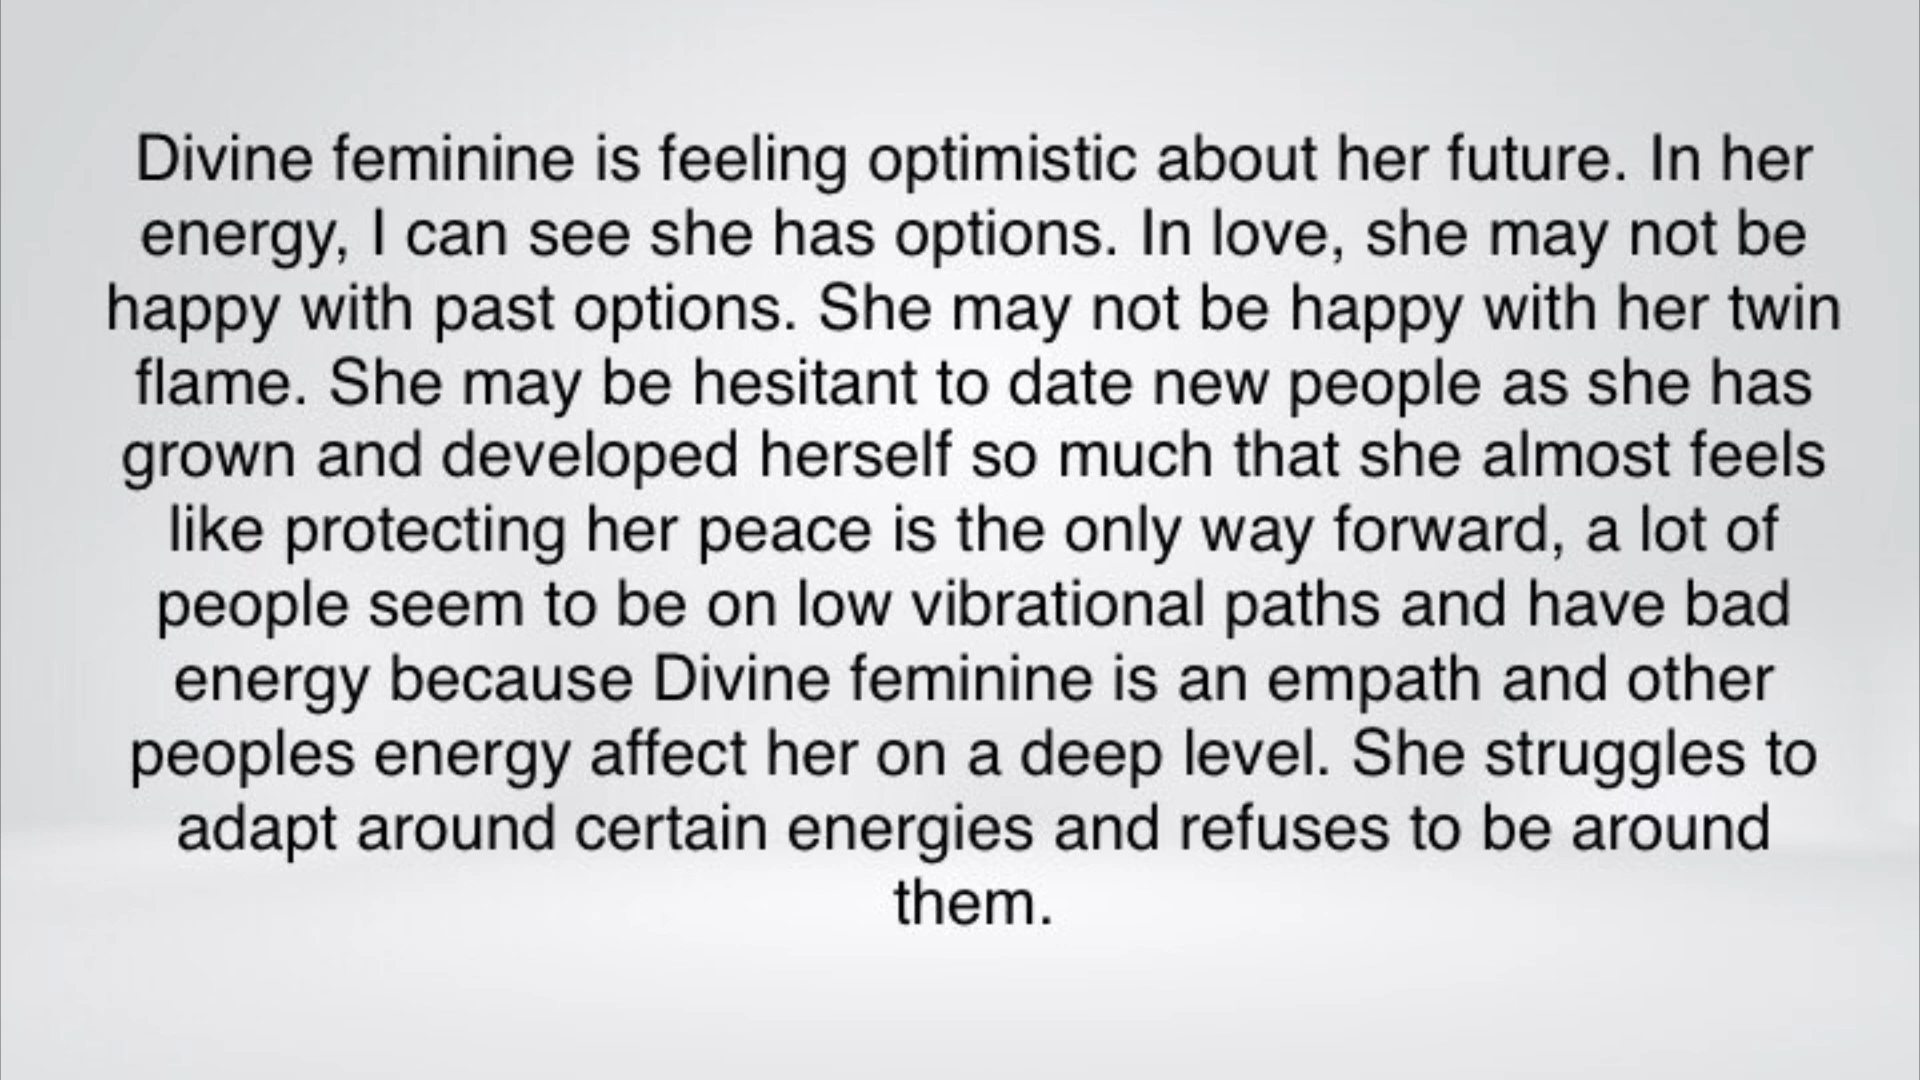 Divine feminine is feeling optimistic about her future. In her
energy, I can see she has options. In love, she may not be
happy with past options. She may not be happy with her twin
flame. She may be hesitant to date new people as she has
grown and developed herself so much that she almost feels
like protecting her peace is the only way forward, a lot of
people seem to be on low vibrational paths and have bad
energy because Divine feminine is an empath and other
peoples energy affect her on a deep level. She struggles to
adapt around certain energies and refuses to be around
them.